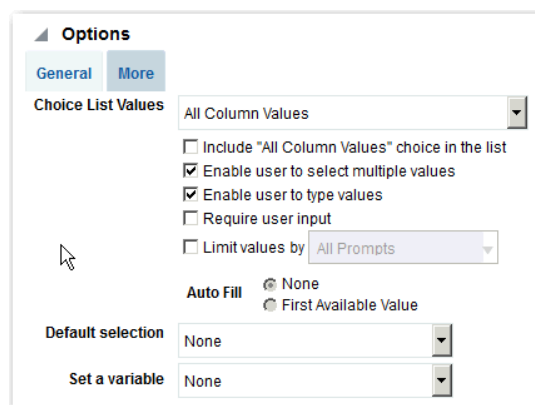 Options
General More
Choice List Values All Column Values
Include "All Column Values" choice in the list
Enable user to select multiple values
Enable user to type values
Require user input
Limit values by All Prompts
Auto Fill None
First Available Value
Default selection None
Set a variable None